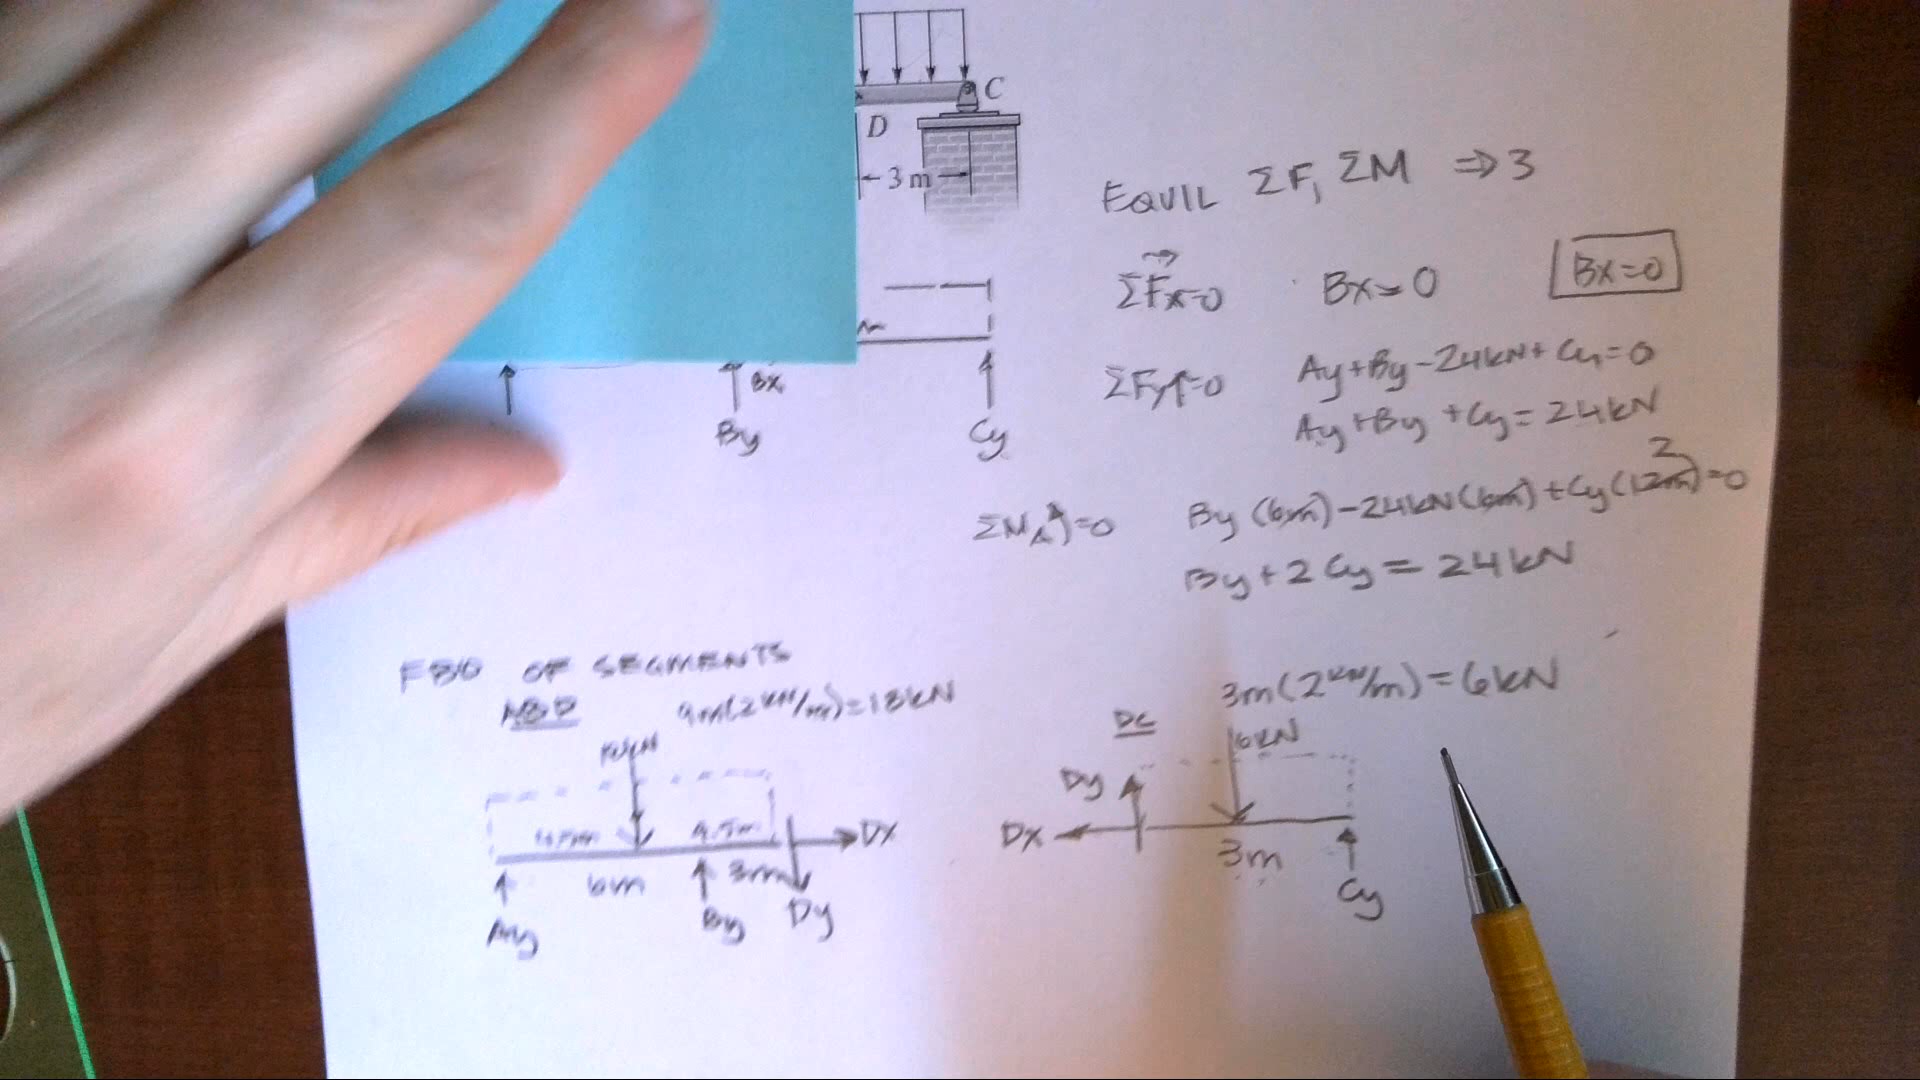 C
D
3 m
EQUIL ΣF, ΣM ⇒ 3
ΣFx=0 Bx=0 Bx=0
ΣFy↑=0 Ay+By-24kN+Cy=0
Ay+By+Cy=24kN
Bx
By
Cy
ΣMA=0 By(6m)-24kN(6m)+Cy(12m)=0
2
By+2Cy=24kN
FBD OF SEGMENTS
ABD 9m(2kN/m)=18kN
3m(2kN/m)=6kN
DC
18kN
6kN
Dy
4.5m 4.5m
Dx
Dx
6m 3m
3m
Ay By Dy
Cy